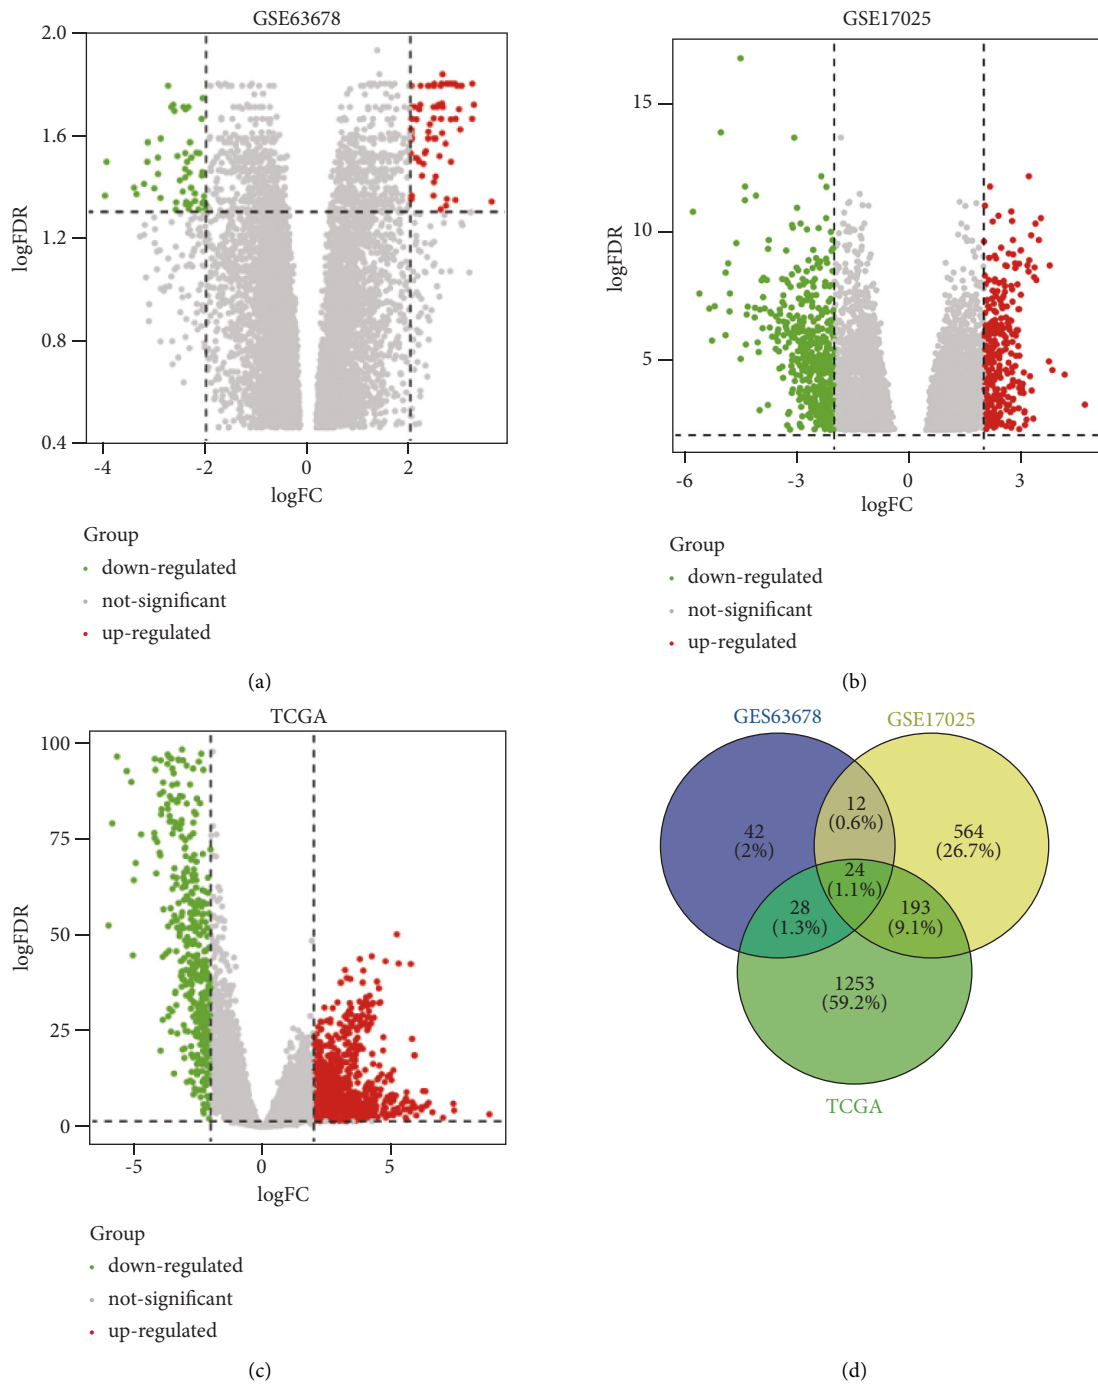 GSE63678
2.0
1.6
1.2
0.8
0.4
logFDR
-4
-2
0
2
logFC
Group
down-regulated
not-significant
up-regulated
(a)
GSE17025
15
10
5
logFDR
-6
-3
0
3
logFC
Group
down-regulated
not-significant
up-regulated
(b)
TCGA
100
75
50
25
0
logFDR
-5
0
5
logFC
Group
down-regulated
not-significant
up-regulated
(c)
GES63678
GSE17025
12
(0.6%)
42
(2%)
564
(26.7%)
24
(1.1%)
28
(1.3%)
193
(9.1%)
1253
(59.2%)
TCGA
(d)